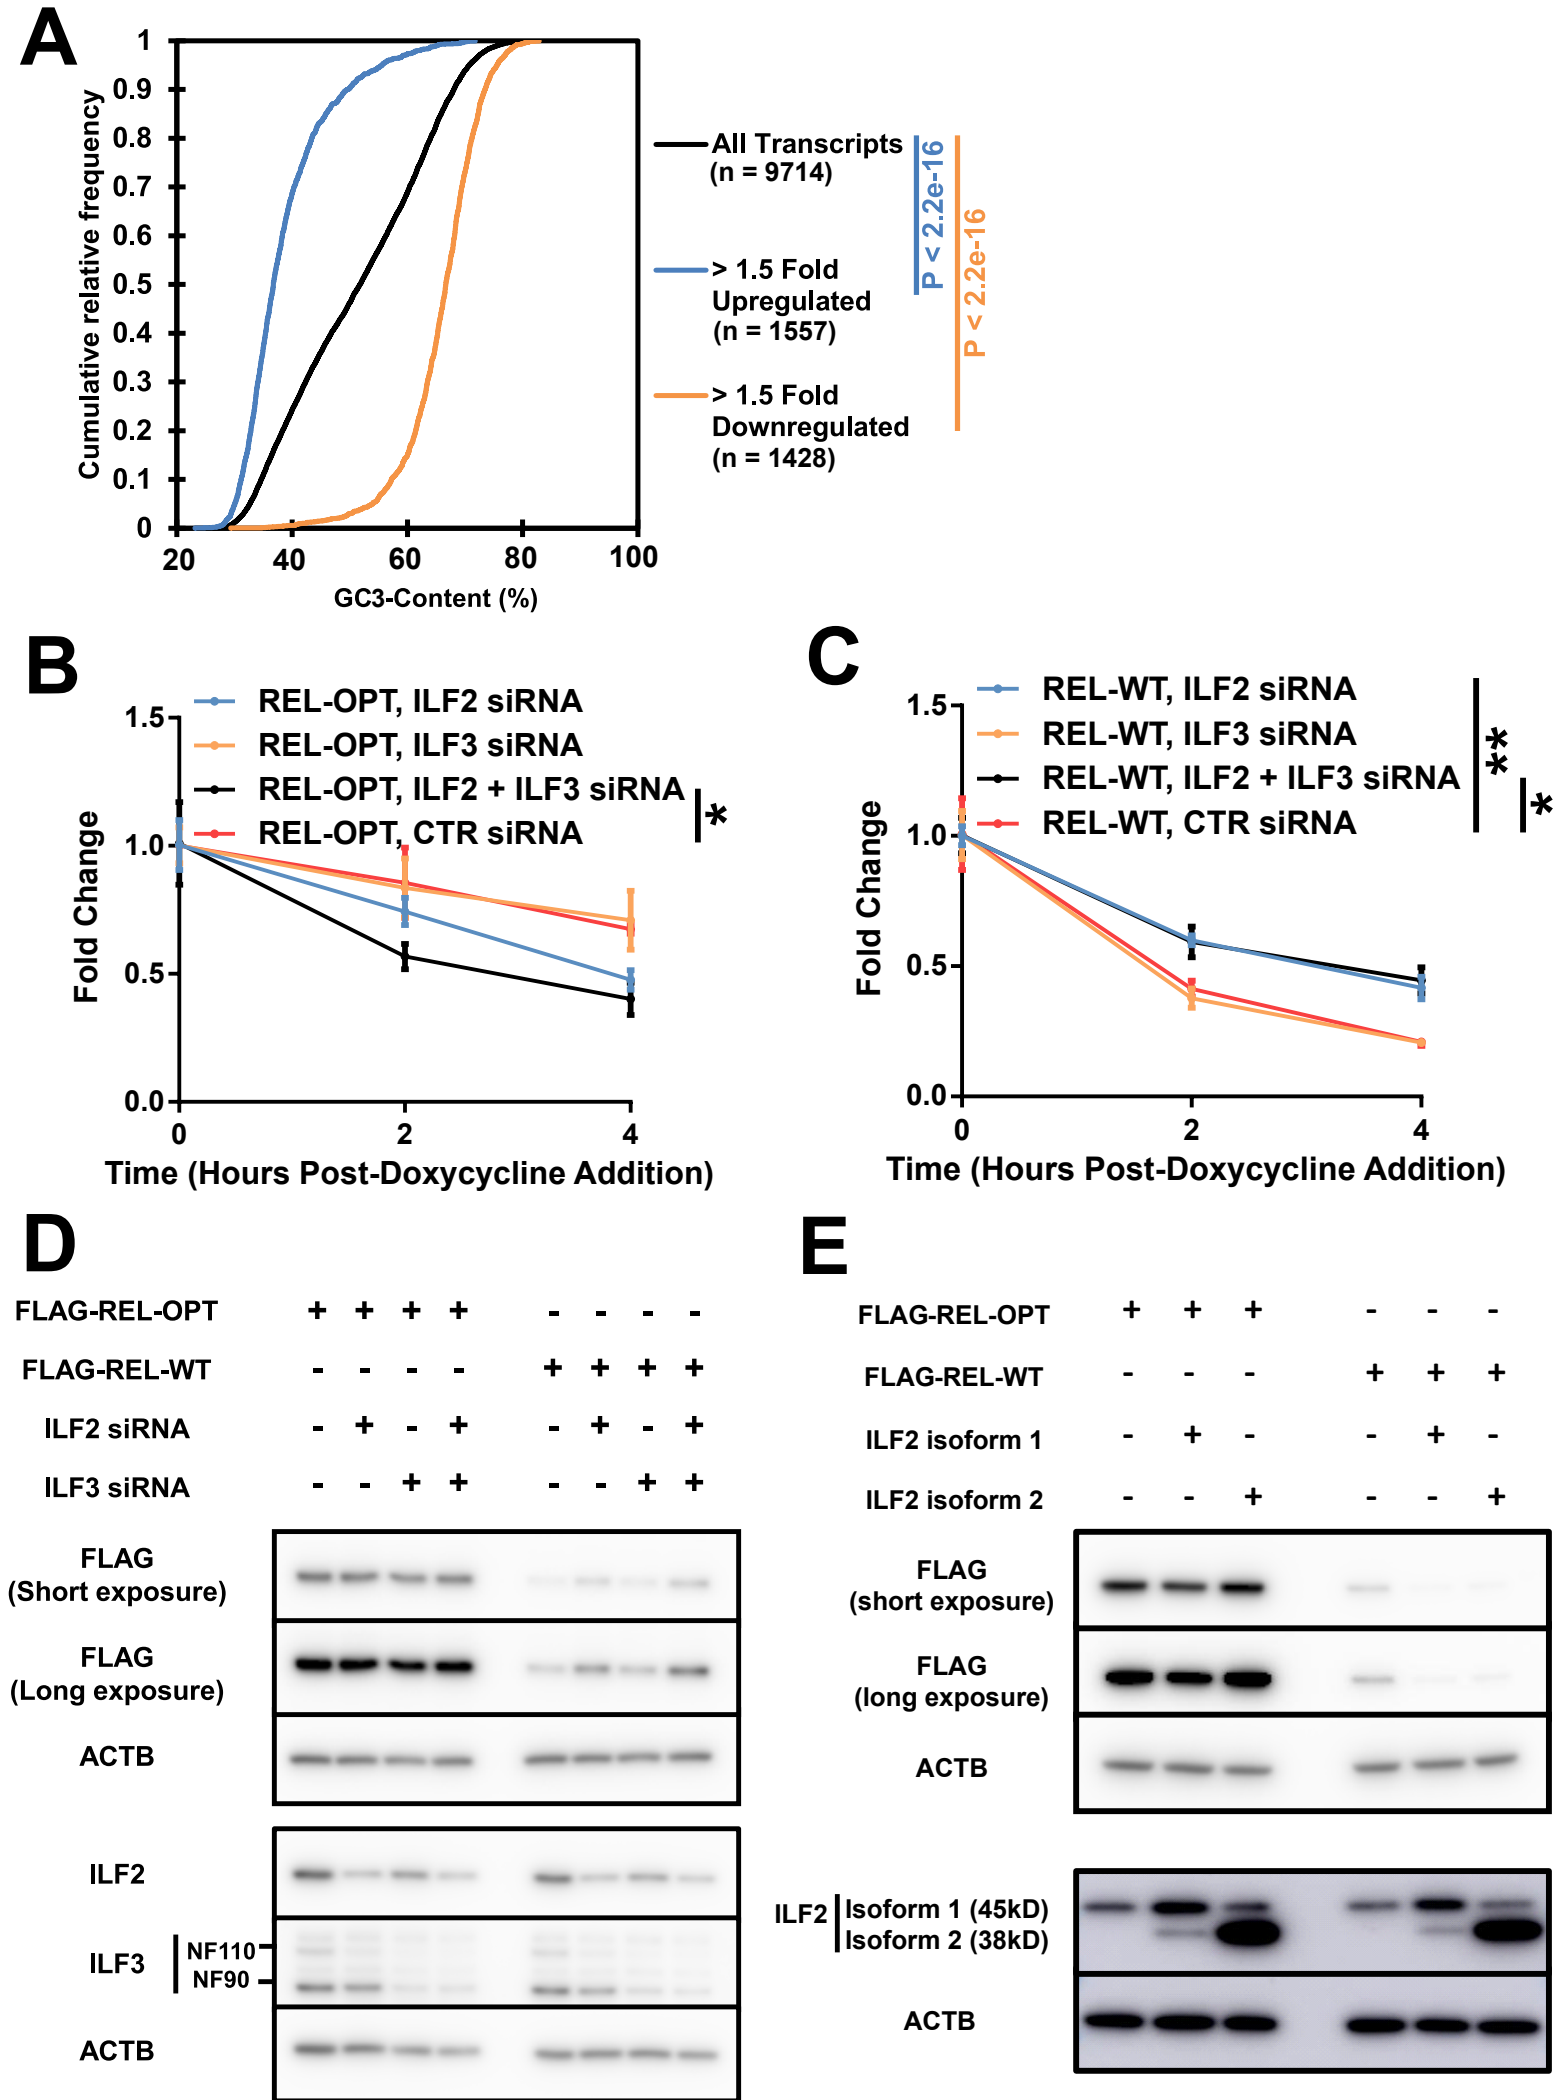 A
1
0.9
0.8
0.7
0.6
0.5
0.4
0.3
0.2
0.1
0
Cumulative relative frequency
20 40 60 80 100
GC3-Content (%)
All Transcripts
(n = 9714)
> 1.5 Fold
Upregulated
(n = 1557)
> 1.5 Fold
Downregulated
(n = 1428)
P < 2.2e-16
P < 2.2e-16
B
REL-OPT, ILF2 siRNA
REL-OPT, ILF3 siRNA
REL-OPT, ILF2 + ILF3 siRNA
REL-OPT, CTR siRNA
*
1.5
1.0
0.5
0.0
Fold Change
0 2 4
Time (Hours Post-Doxycycline Addition)
C
REL-WT, ILF2 siRNA
REL-WT, ILF3 siRNA
REL-WT, ILF2 + ILF3 siRNA
REL-WT, CTR siRNA
**
*
1.5
1.0
0.5
0.0
Fold Change
0 2 4
Time (Hours Post-Doxycycline Addition)
D
FLAG-REL-OPT + + + + - - - -
FLAG-REL-WT - - - - + + + +
ILF2 siRNA - + - + - + - +
ILF3 siRNA - - + + - - + +
FLAG
(Short exposure)
FLAG
(Long exposure)
ACTB
ILF2
ILF3
NF110
NF90
ACTB
E
FLAG-REL-OPT + + + - - -
FLAG-REL-WT - - - + + +
ILF2 isoform 1 - + - - + -
ILF2 isoform 2 - - + - - +
FLAG
(short exposure)
FLAG
(long exposure)
ACTB
ILF2
Isoform 1 (45kD)
Isoform 2 (38kD)
ACTB